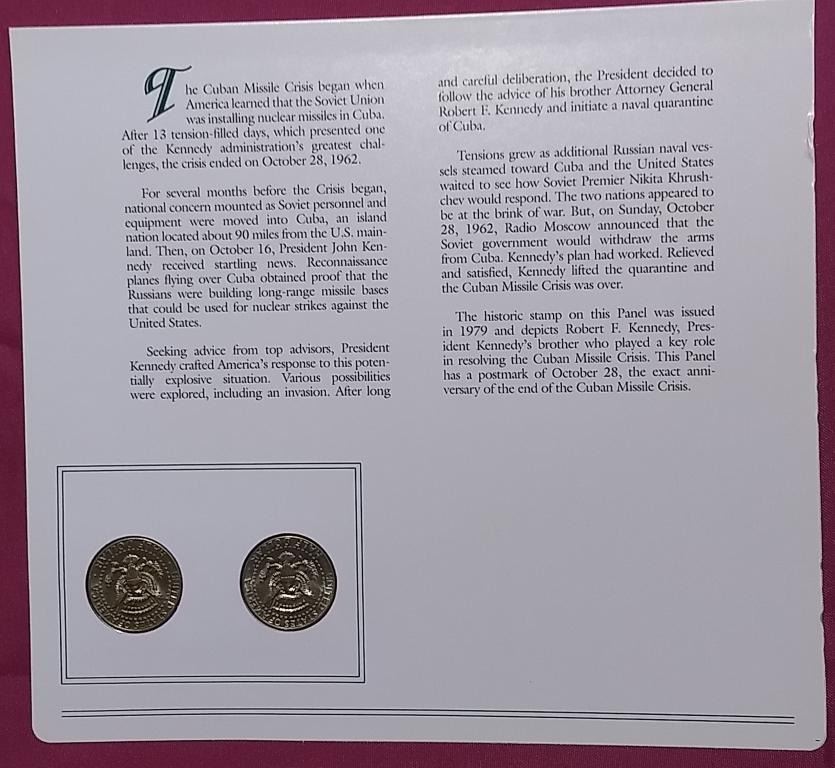 The Cuban Missile Crisis began when
America learned that the Soviet Union
was installing nuclear missiles in Cuba.
After 13 tension-filled days, which presented one
of the Kennedy administration's greatest chal-
lenges, the crisis ended on October 28, 1962.
For several months before the Crisis began,
national concern mounted as Soviet personnel and
equipment were moved into Cuba, an island
nation located about 90 miles from the U.S. main-
land. Then, on October 16, President John Ken-
nedy received startling news. Reconnaissance
planes flying over Cuba obtained proof that the
Russians were building long-range missile bases
that could be used for nuclear strikes against the
United States.
Seeking advice from top advisors, President
Kennedy crafted America's response to this poten-
tially explosive situation. Various possibilities
were explored, including an invasion. After long
and careful deliberation, the President decided to
follow the advice of his brother Attorney General
Robert F. Kennedy and initiate a naval quarantine
of Cuba.
Tensions grew as additional Russian naval ves-
sels steamed toward Cuba and the United States
waited to see how Soviet Premier Nikita Khrush-
chev would respond. The two nations appeared to
be at the brink of war. But, on Sunday, October
28, 1962, Radio Moscow announced that the
Soviet government would withdraw the arms
from Cuba. Kennedy's plan had worked. Relieved
and satisfied, Kennedy lifted the quarantine and
the Cuban Missile Crisis was over.
The historic stamp on this Panel was issued
in 1979 and depicts Robert F. Kennedy, Pres-
ident Kennedy's brother who played a key role
in resolving the Cuban Missile Crisis. This Panel
has a postmark of October 28, the exact anni-
versary of the end of the Cuban Missile Crisis.
UNITED STATES OF AMERICA
HALF DOLLAR
UNITED STATES OF AMERICA
HALF DOLLAR